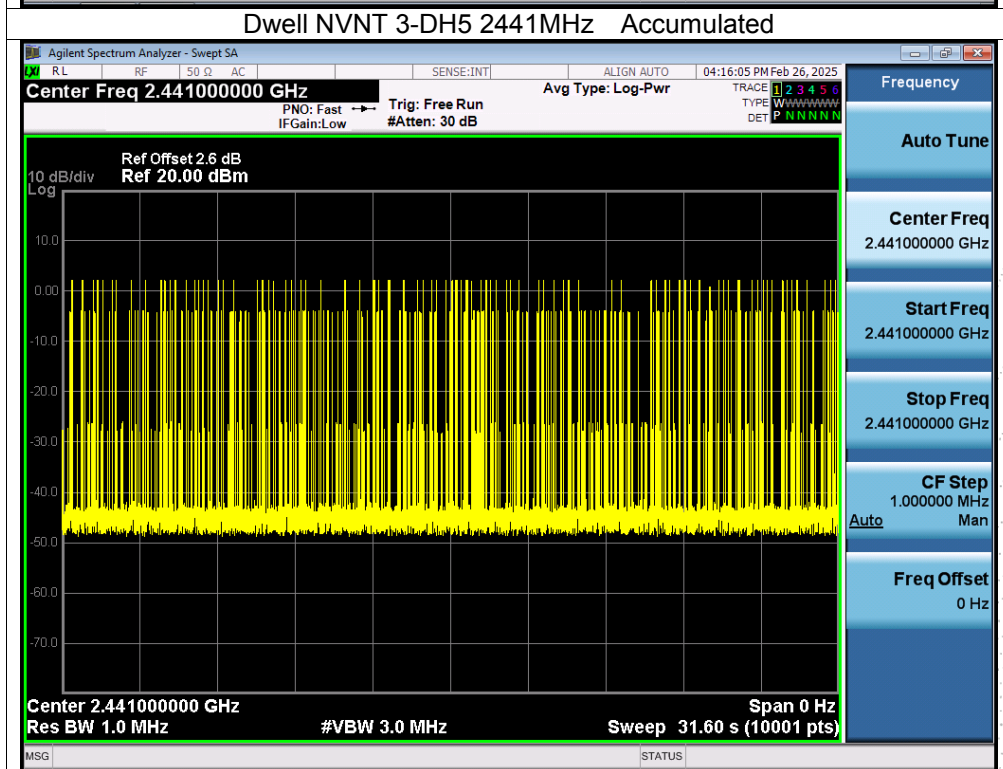 Dwell NVNT 3-DH5 2441MHz Accumulated
Agilent Spectrum Analyzer - Swept SA
LXI RL RF 50 Ω AC SENSE:INT ALIGN AUTO 04:16:05 PM Feb 26, 2025
Center Freq 2.441000000 GHz Avg Type: Log-Pwr TRACE 1 2 3 4 5 6
PNO: Fast Trig: Free Run TYPE WWWWWW
IFGain:Low #Atten: 30 dB DET P N N N N N
Frequency
Auto Tune
Center Freq
2.441000000 GHz
Start Freq
2.441000000 GHz
Stop Freq
2.441000000 GHz
CF Step
1.000000 MHz
Auto Man
Freq Offset
0 Hz
Ref Offset 2.6 dB
10 dB/div Ref 20.00 dBm
Log
10.0
0.00
-10.0
-20.0
-30.0
-40.0
-50.0
-60.0
-70.0
Center 2.441000000 GHz Span 0 Hz
Res BW 1.0 MHz #VBW 3.0 MHz Sweep 31.60 s (10001 pts)
MSG STATUS